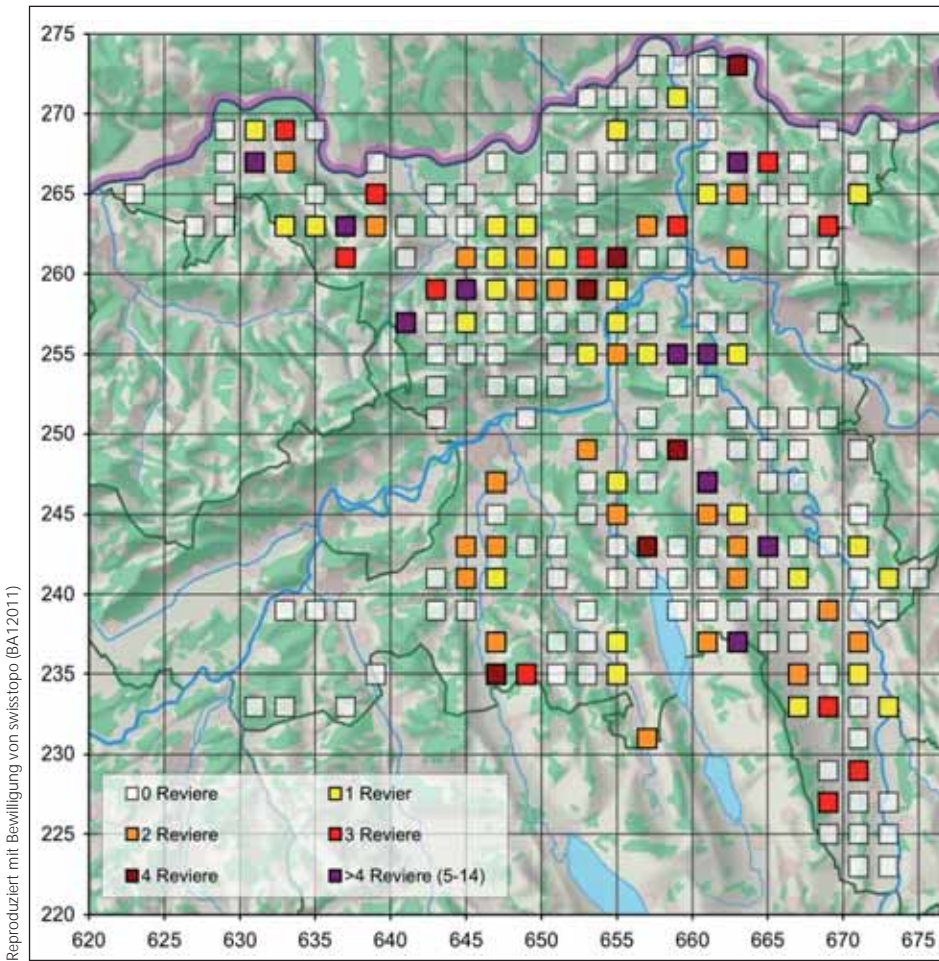 275
270
265
260
255
250
245
240
235
230
225
220
620 625 630 635 640 645 650 655 660 665 670 675
0 Reviere
1 Revier
2 Reviere
3 Reviere
4 Reviere
>4 Reviere (5-14)
Reproduziert mit Bewilligung von swisstopo (BA12011)